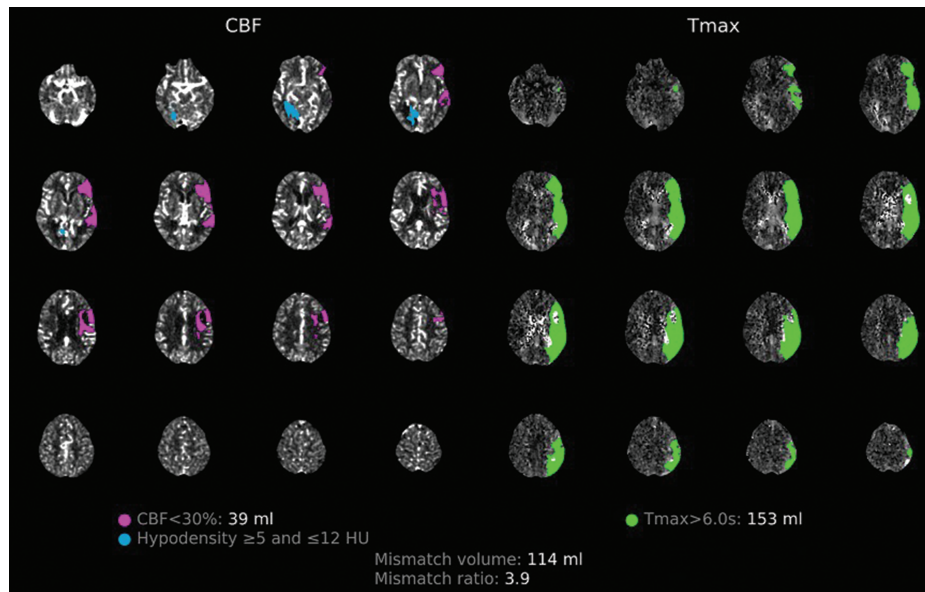 CBF
Tmax
CBF<30%: 39 ml
Hypodensity ≥5 and ≤12 HU
Tmax>6.0s: 153 ml
Mismatch volume: 114 ml
Mismatch ratio: 3.9